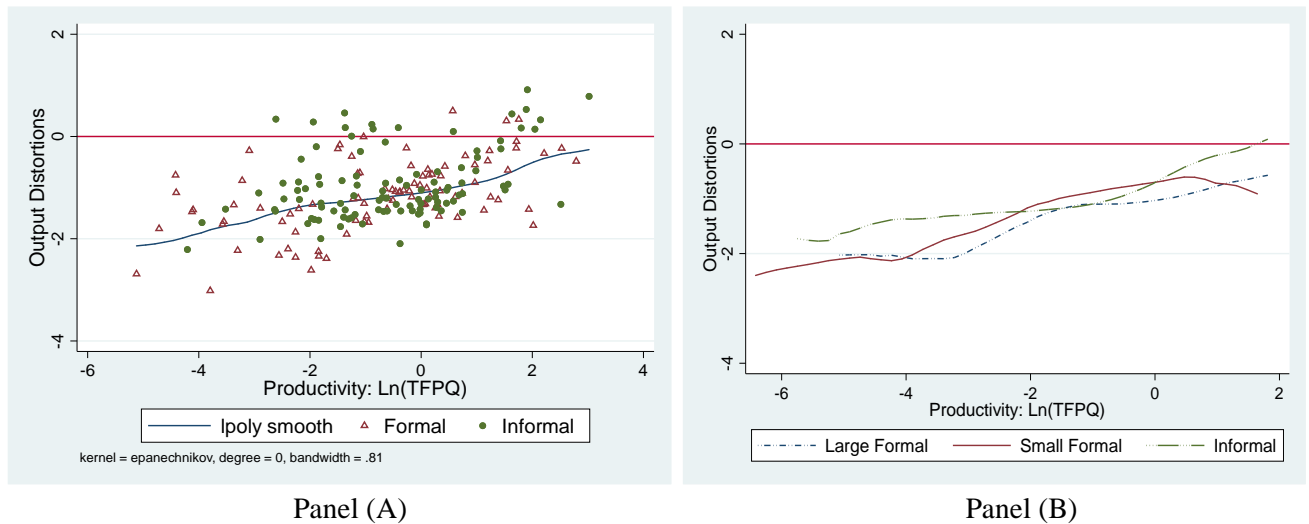 2
0
-2
-4
Output Distortions
-6
-4
-2
0
2
4
Productivity: Ln(TFPQ)
lpoly smooth
Formal
Informal
kernel = epanechnikov, degree = 0, bandwidth = .81
Panel (A)
2
0
-2
-4
Output Distortions
-6
-4
-2
0
2
Productivity: Ln(TFPQ)
Large Formal
Small Formal
Informal
Panel (B)